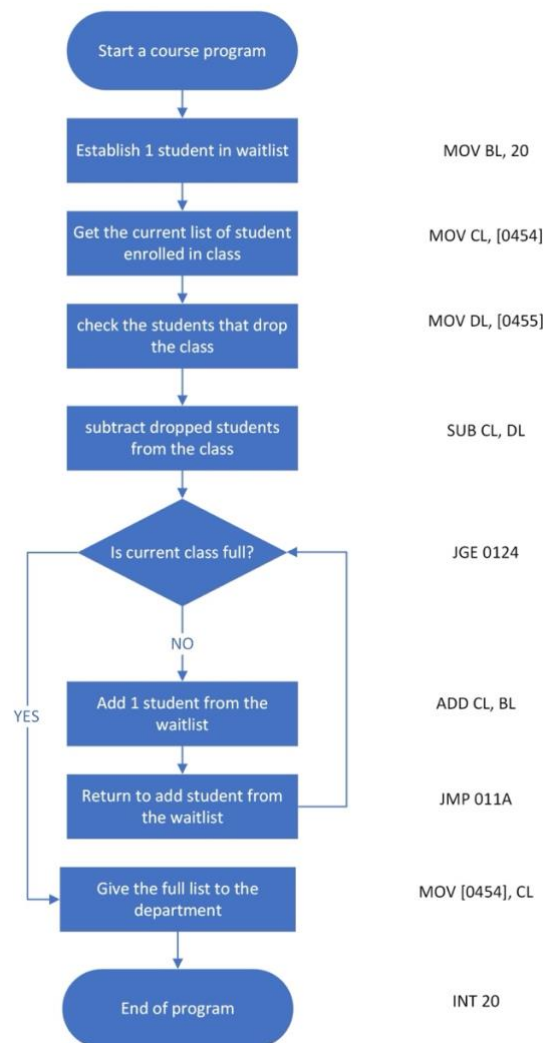 Start a course program
Establish 1 student in waitlist
MOV BL, 20
Get the current list of student
enrolled in class
MOV CL, [0454]
check the students that drop
the class
MOV DL, [0455]
subtract dropped students
from the class
SUB CL, DL
Is current class full?
JGE 0124
NO
YES
Add 1 student from the
waitlist
ADD CL, BL
Return to add student from
the waitlist
JMP 011A
Give the full list to the
department
MOV [0454], CL
End of program
INT 20